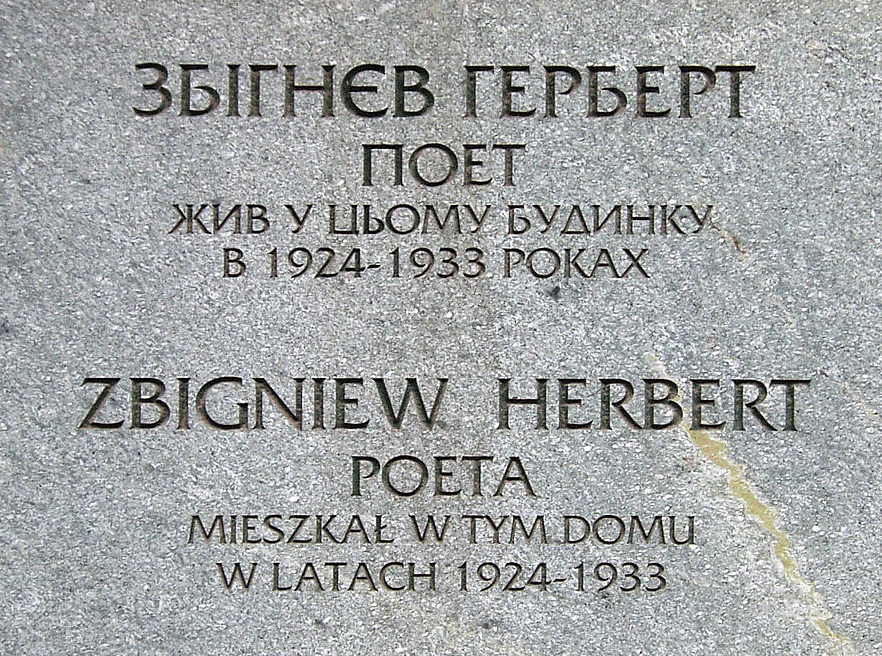 ЗБІГНЄВ ГЕРБЕРТ
ПОЕТ
ЖИВ У ЦЬОМУ БУДИНКУ
В 1924-1933 РОКАХ
ZBIGNIEW HERBERT
POETA
MIESZKAŁ W TYM DOMU
W LATACH 1924-1933